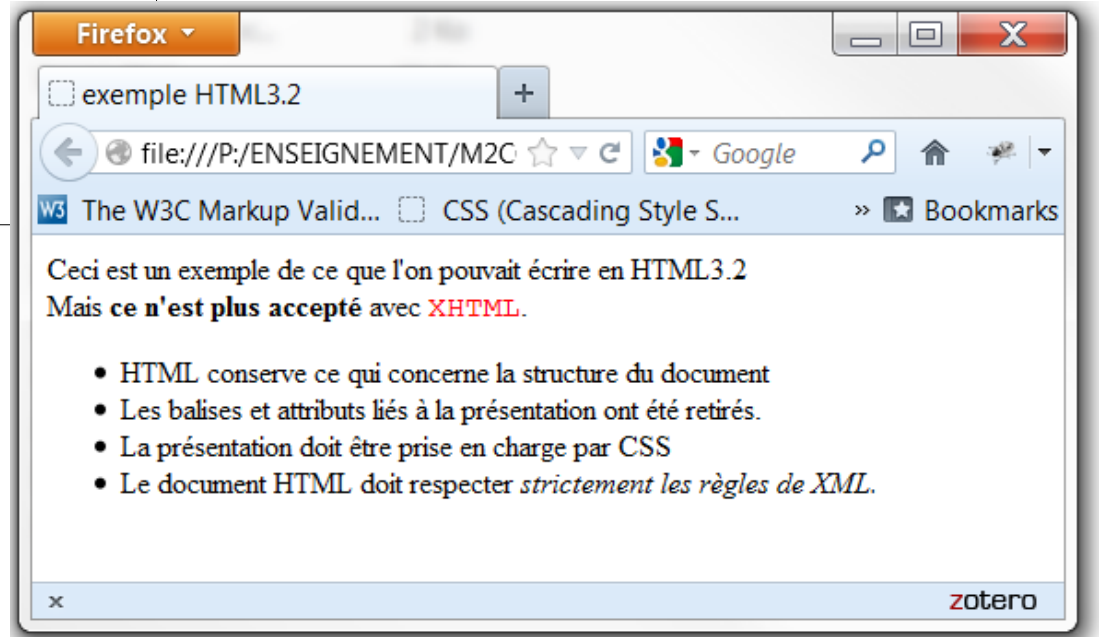 Firefox
exemple HTML3.2
+
file:///P:/ENSEIGNEMENT/M2C
Google
W3 The W3C Markup Valid... CSS (Cascading Style S... » Bookmarks
Ceci est un exemple de ce que l'on pouvait écrire en HTML3.2
Mais ce n'est plus accepté avec XHTML.
• HTML conserve ce qui concerne la structure du document
• Les balises et attributs liés à la présentation ont été retirés.
• La présentation doit être prise en charge par CSS
• Le document HTML doit respecter strictement les règles de XML.
x zotero